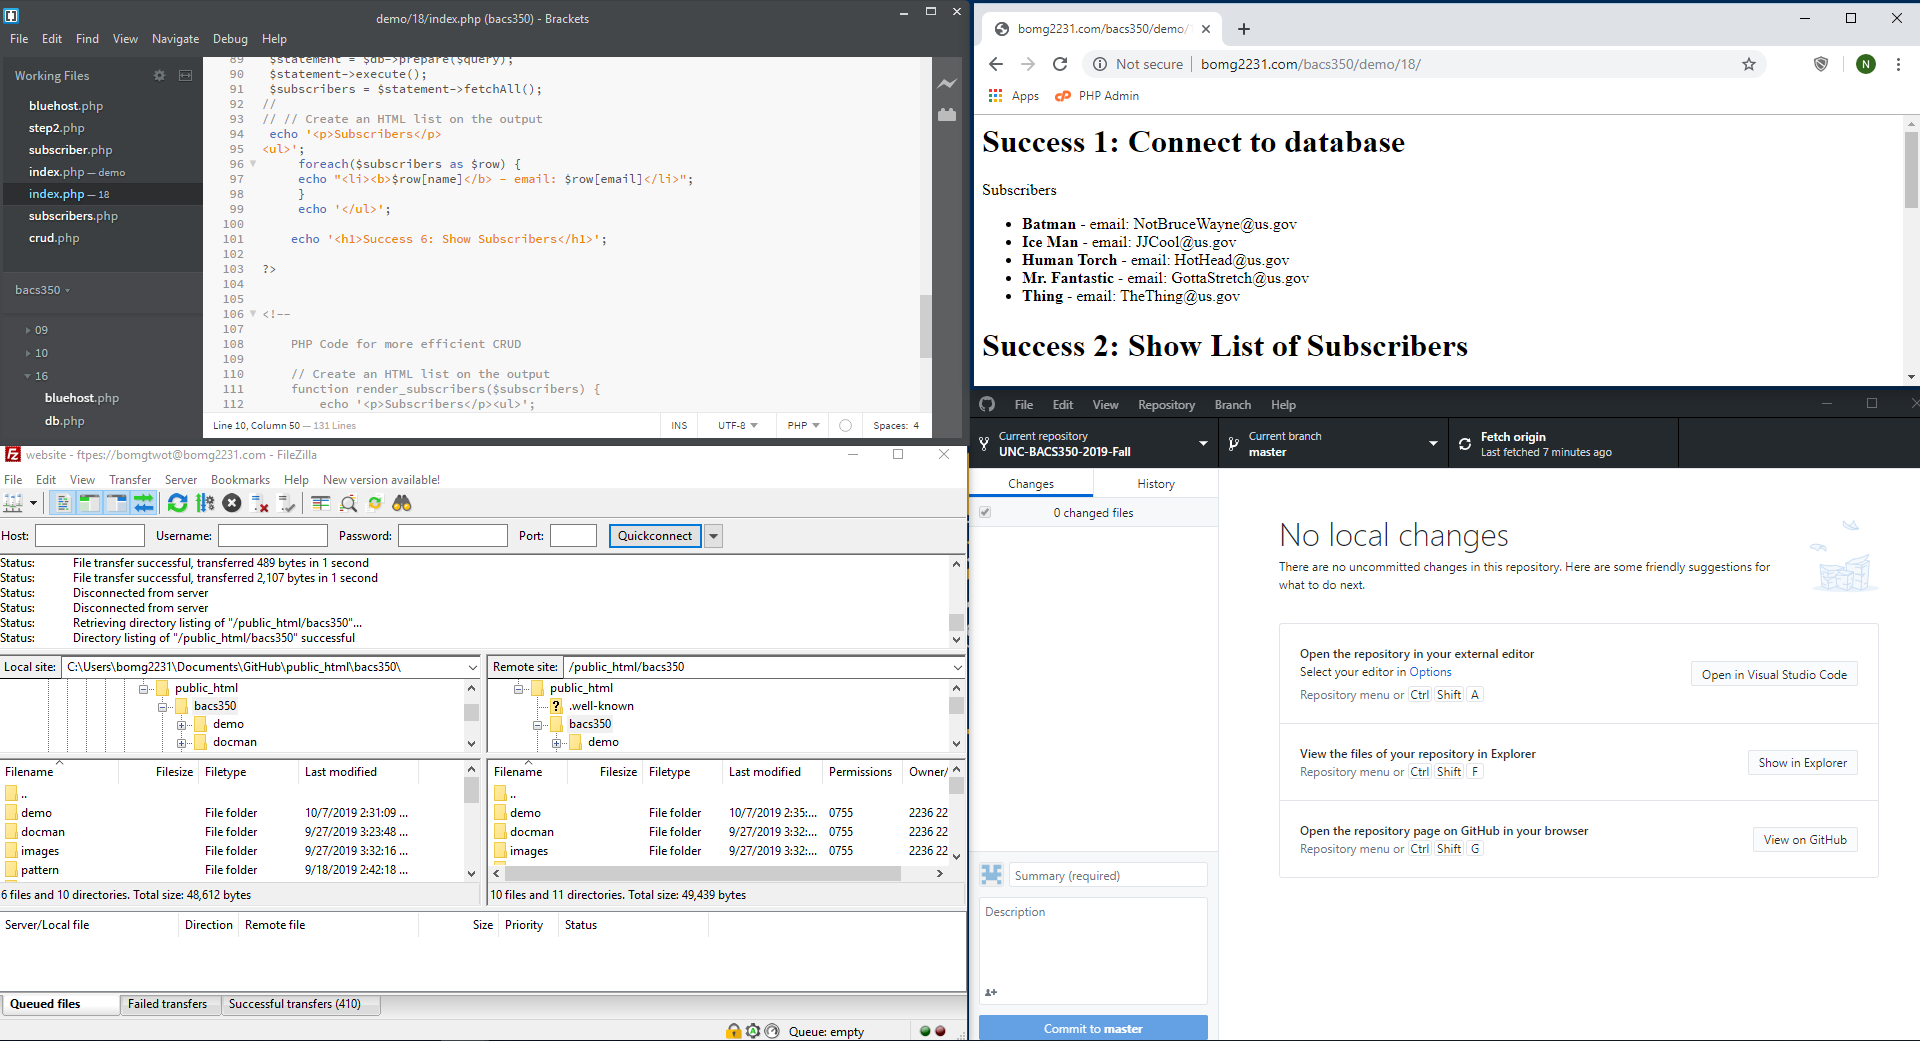 demo/18/index.php (bacs350) - Brackets
File Edit Find View Navigate Debug Help
Working Files
bluehost.php
step2.php
subscriber.php
index.php — demo
index.php — 18
subscribers.php
crud.php
bacs350
09
10
16
bluehost.php
db.php
89 $statement = $db->prepare($query);
90 $statement->execute();
91 $subscribers = $statement->fetchAll();
92 //
93 // // Create an HTML list on the output
94 echo '<p>Subscribers</p>
95 <ul>';
96 foreach($subscribers as $row) {
97 echo "<li><b>$row[name]</b> - email: $row[email]</li>";
98 }
99 echo '</ul>';
100
101 echo '<h1>Success 6: Show Subscribers</h1>';
102
103 ?>
104
105
106 <!--
107
108 PHP Code for more efficient CRUD
109
110 // Create an HTML list on the output
111 function render_subscribers($subscribers) {
112 echo '<p>Subscribers</p><ul>';
Line 10, Column 50 — 131 Lines INS UTF-8 PHP Spaces: 4
bomg2231.com/bacs350/demo/1
Not secure bomg2231.com/bacs350/demo/18/ N
Apps cP PHP Admin
Success 1: Connect to database
Subscribers
• Batman - email: NotBruceWayne@us.gov
• Ice Man - email: JJCool@us.gov
• Human Torch - email: HotHead@us.gov
• Mr. Fantastic - email: GottaStretch@us.gov
• Thing - email: TheThing@us.gov
Success 2: Show List of Subscribers
Fz website - ftpes://bomgtwot@bomg2231.com - FileZilla
File Edit View Transfer Server Bookmarks Help New version available!
Host: Username: Password: Port: Quickconnect
Status: File transfer successful, transferred 489 bytes in 1 second
Status: File transfer successful, transferred 2,107 bytes in 1 second
Status: Disconnected from server
Status: Disconnected from server
Status: Retrieving directory listing of "/public_html/bacs350"...
Status: Directory listing of "/public_html/bacs350" successful
Local site: C:\Users\bomg2231\Documents\GitHub\public_html\bacs350\
public_html
bacs350
demo
docman
Filename Filesize Filetype Last modified
..
demo File folder 10/7/2019 2:31:09 ...
docman File folder 9/27/2019 3:23:48 ...
images File folder 9/27/2019 3:32:16 ...
pattern File folder 9/18/2019 2:42:18 ...
6 files and 10 directories. Total size: 48,612 bytes
Remote site: /public_html/bacs350
public_html
? .well-known
bacs350
demo
Filename Filesize Filetype Last modified Permissions Owner/
..
demo File folder 10/7/2019 2:35:... 0755 2236 22
docman File folder 9/27/2019 3:32:... 0755 2236 22
images File folder 9/27/2019 3:32:... 0755 2236 22
10 files and 11 directories. Total size: 49,439 bytes
Server/Local file Direction Remote file Size Priority Status
Queued files Failed transfers Successful transfers (410)
Queue: empty
File Edit View Repository Branch Help
Current repository
UNC-BACS350-2019-Fall
Current branch
master
Fetch origin
Last fetched 7 minutes ago
Changes History
0 changed files
No local changes
There are no uncommitted changes in this repository. Here are some friendly suggestions for
what to do next.
Open the repository in your external editor
Select your editor in Options
Repository menu or Ctrl Shift A
Open in Visual Studio Code
View the files of your repository in Explorer
Repository menu or Ctrl Shift F
Show in Explorer
Open the repository page on GitHub in your browser
Repository menu or Ctrl Shift G
View on GitHub
Summary (required)
Description
Commit to master